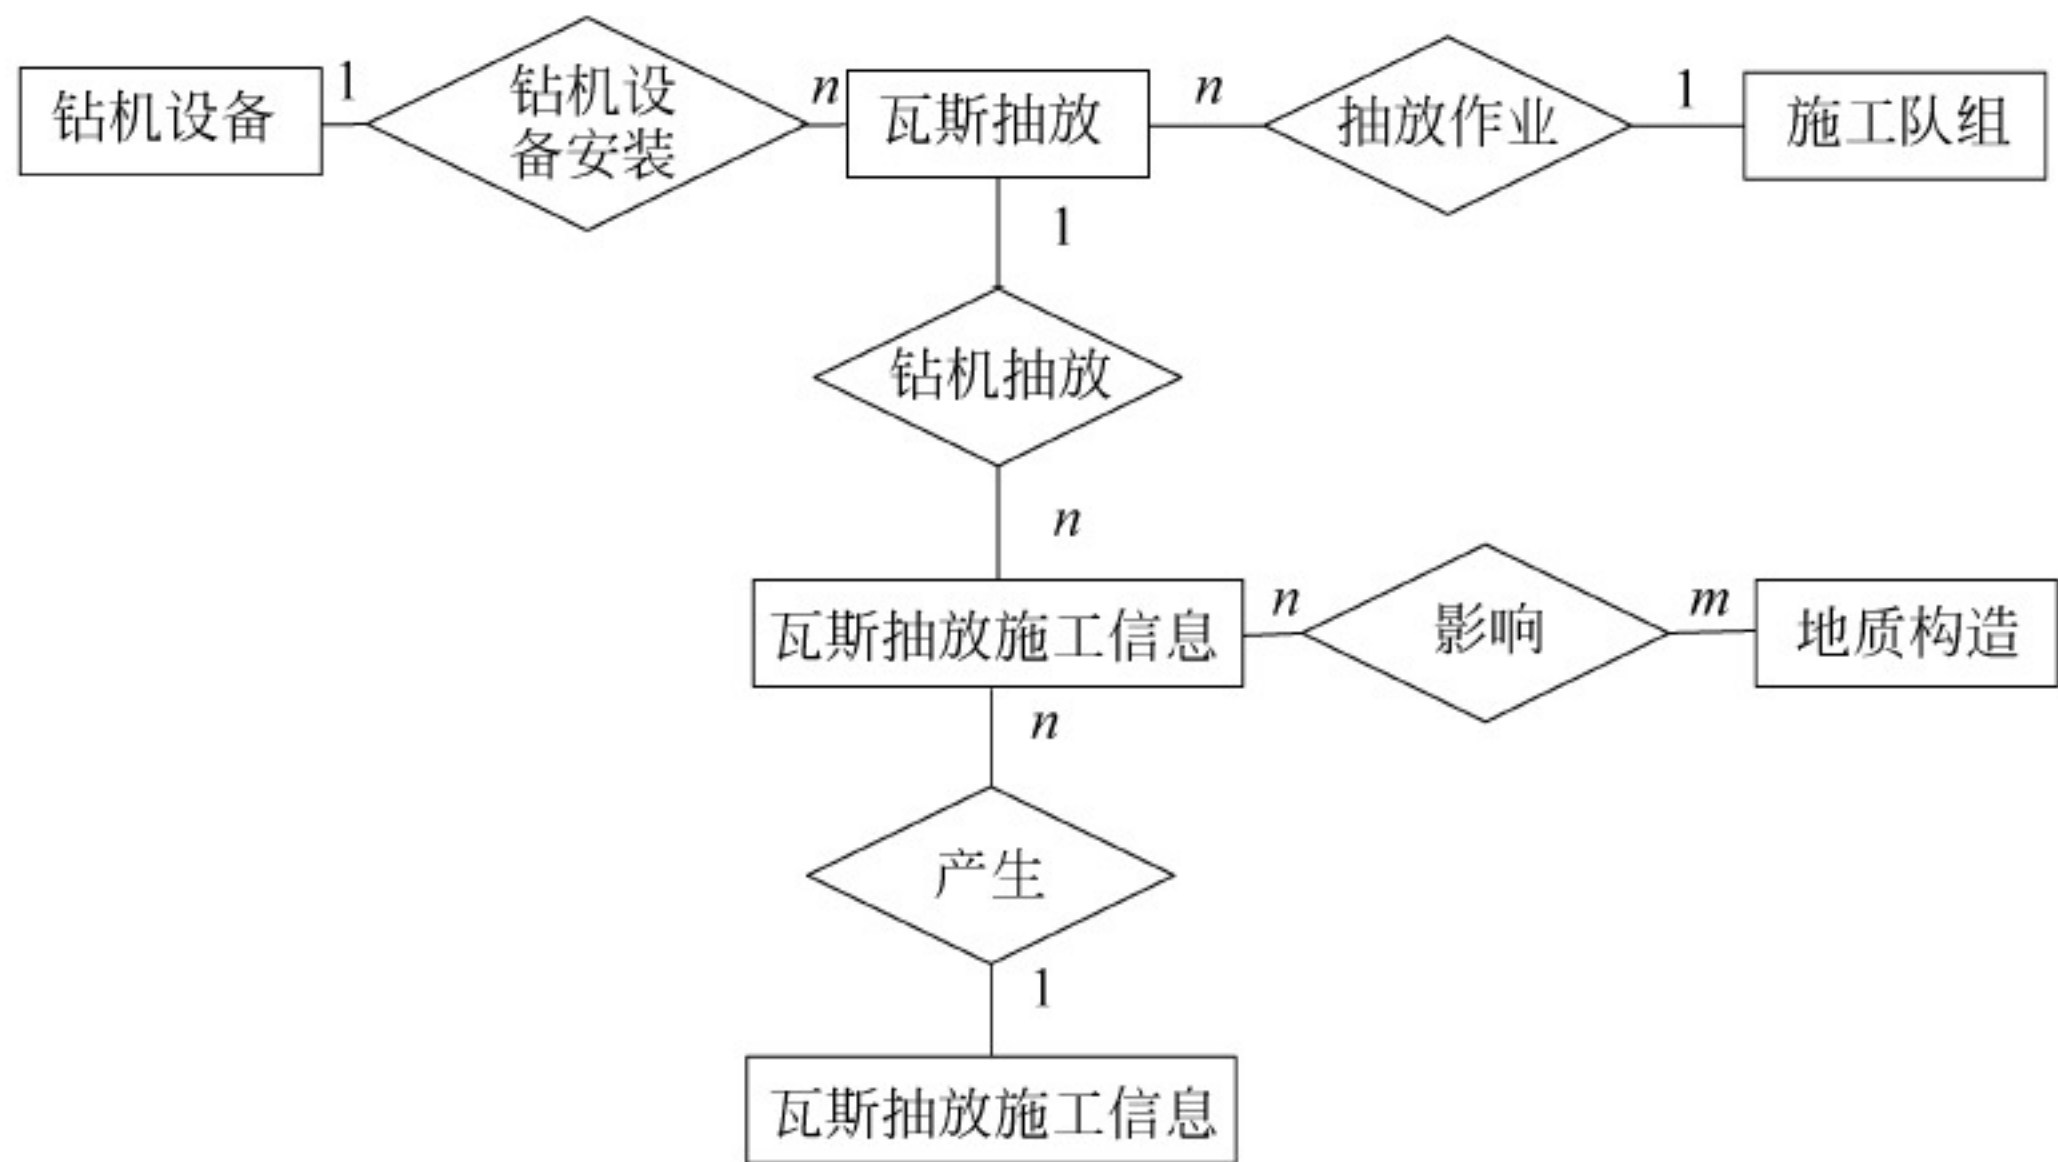 钻机设备
1
钻机设
备安装
n
瓦斯抽放
n
抽放作业
1
施工队组
1
钻机抽放
n
瓦斯抽放施工信息
n
影响
m
地质构造
n
产生
1
瓦斯抽放施工信息